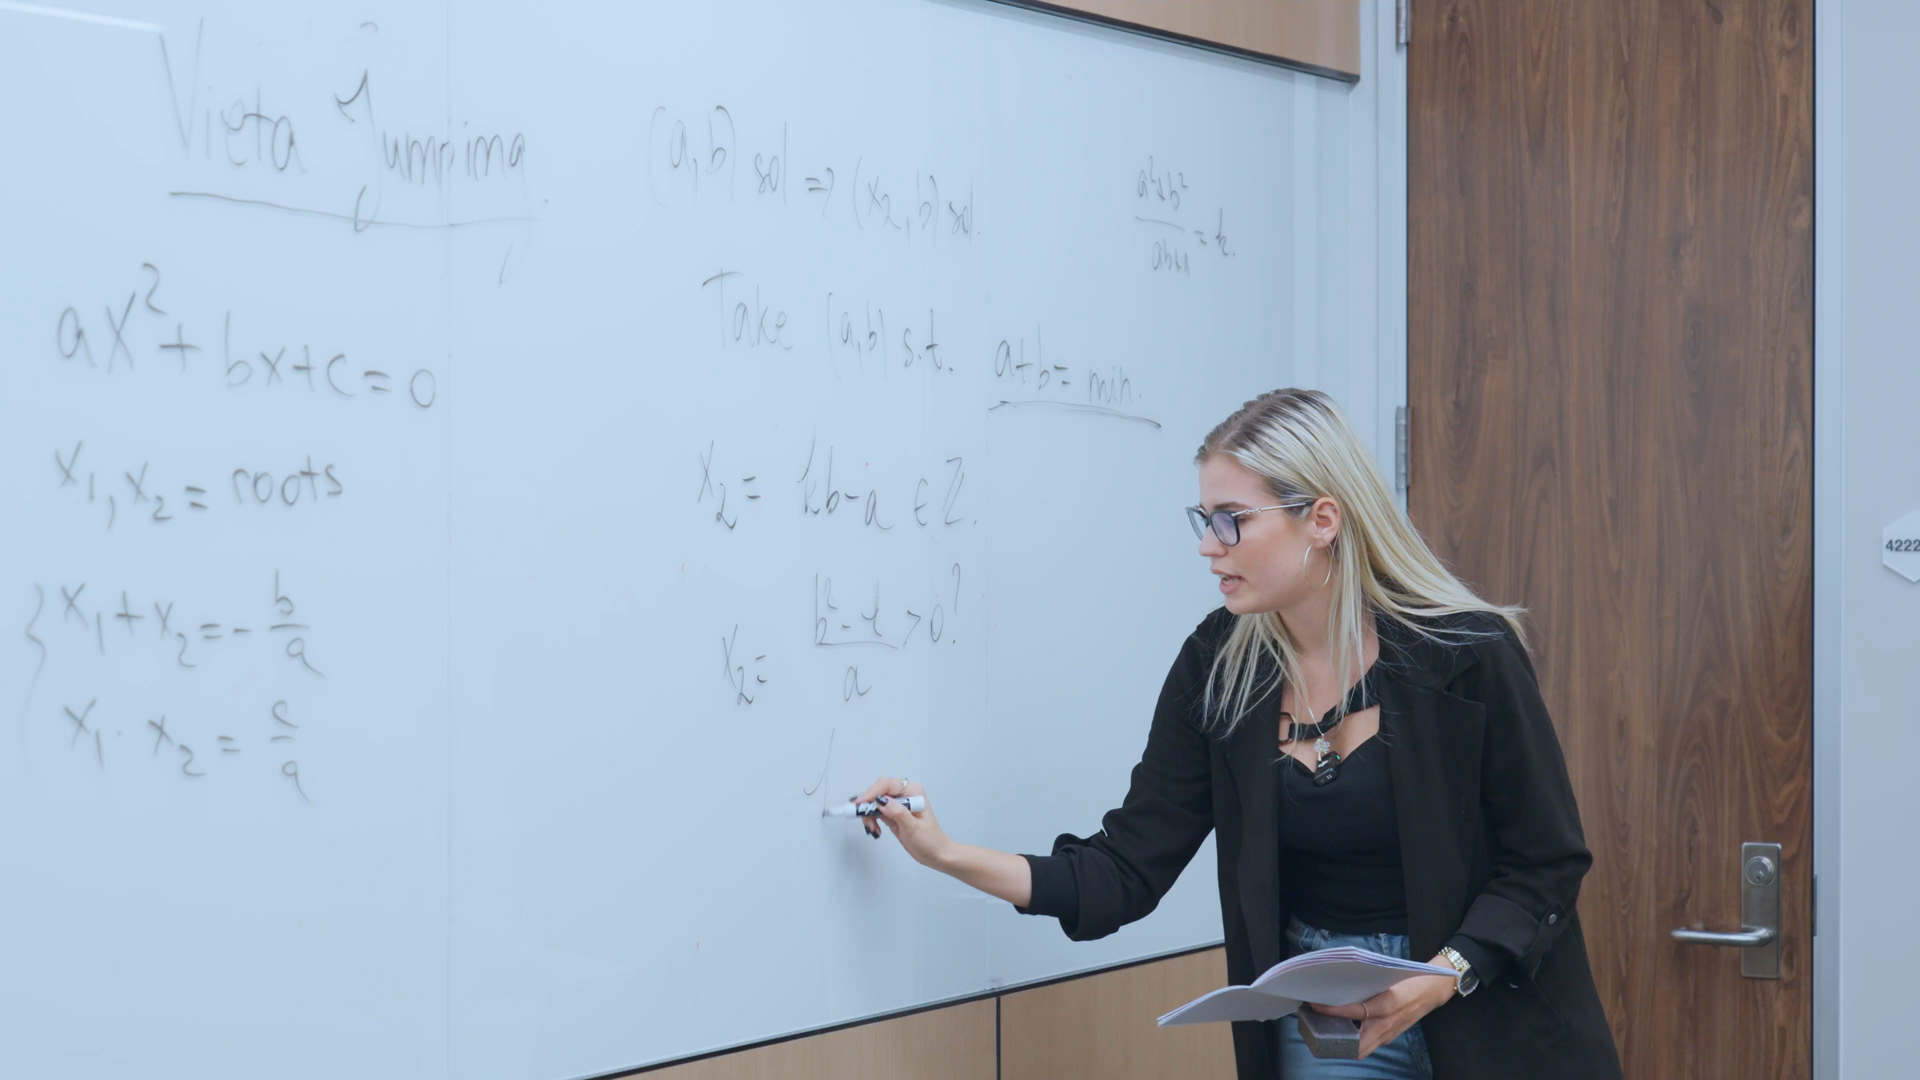 Vieta Jumping
ax² + bx + c = 0
x₁, x₂ = roots
x₁ + x₂ = - b/a
x₁ · x₂ = c/a
(a,b) sol ⇒ (x₂, b) sol.
Take (a,b) s.t. a+b = min.
x₂ = kb - a ∈ ℤ.
x₂ = (b² - k)/a > 0?
(a²+b²)/(ab+1) = k.
4222